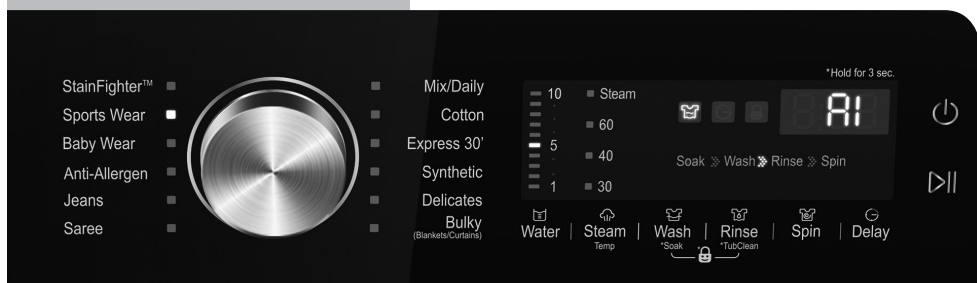 StainFighter™
Sports Wear
Baby Wear
Anti-Allergen
Jeans
Saree
Mix/Daily
Cotton
Express 30'
Synthetic
Delicates
Bulky
(Blankets/Curtains)
*Hold for 3 sec.
10
5
1
Steam
60
40
30
AI
Soak Wash Rinse Spin
Water | Steam | Wash | Rinse | Spin | Delay
Temp *Soak *TubClean